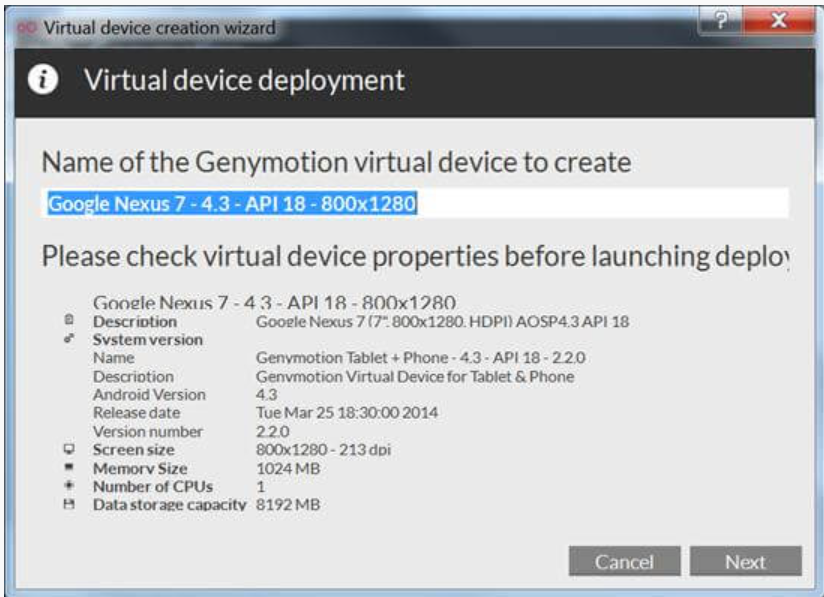 Virtual device creation wizard
Virtual device deployment
Name of the Genymotion virtual device to create
Google Nexus 7 - 4.3 - API 18 - 800x1280
Please check virtual device properties before launching deploy
Google Nexus 7 - 4.3 - API 18 - 800x1280
Description Google Nexus 7 (7", 800x1280, HDPI) AOSP4.3 API 18
System version
Name Genymotion Tablet + Phone - 4.3 - API 18 - 2.2.0
Description Genymotion Virtual Device for Tablet & Phone
Android Version 4.3
Release date Tue Mar 25 18:30:00 2014
Version number 2.2.0
Screen size 800x1280 - 213 dpi
Memory Size 1024 MB
Number of CPUs 1
Data storage capacity 8192 MB
Cancel Next